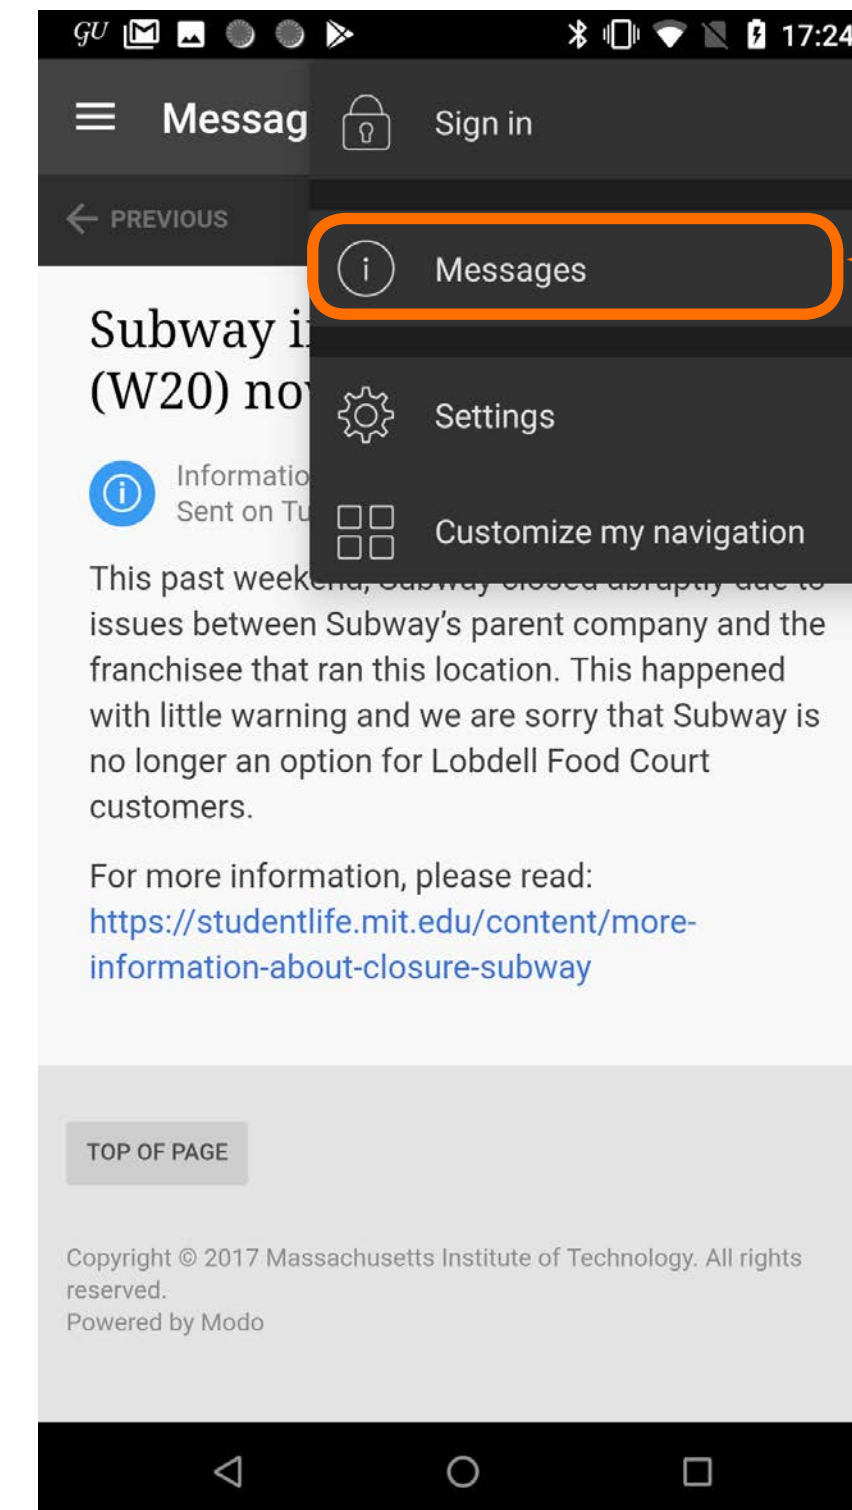 GU 17:24
Messag
Sign in
PREVIOUS
Messages
Subway i
(W20) no
Settings
Informatio
Sent on Tu
Customize my navigation
This past week
issues between Subway's parent company and the
franchisee that ran this location. This happened
with little warning and we are sorry that Subway is
no longer an option for Lobdell Food Court
customers.
For more information, please read:
https://studentlife.mit.edu/content/more-
information-about-closure-subway
TOP OF PAGE
Copyright © 2017 Massachusetts Institute of Technology. All rights
reserved.
Powered by Modo